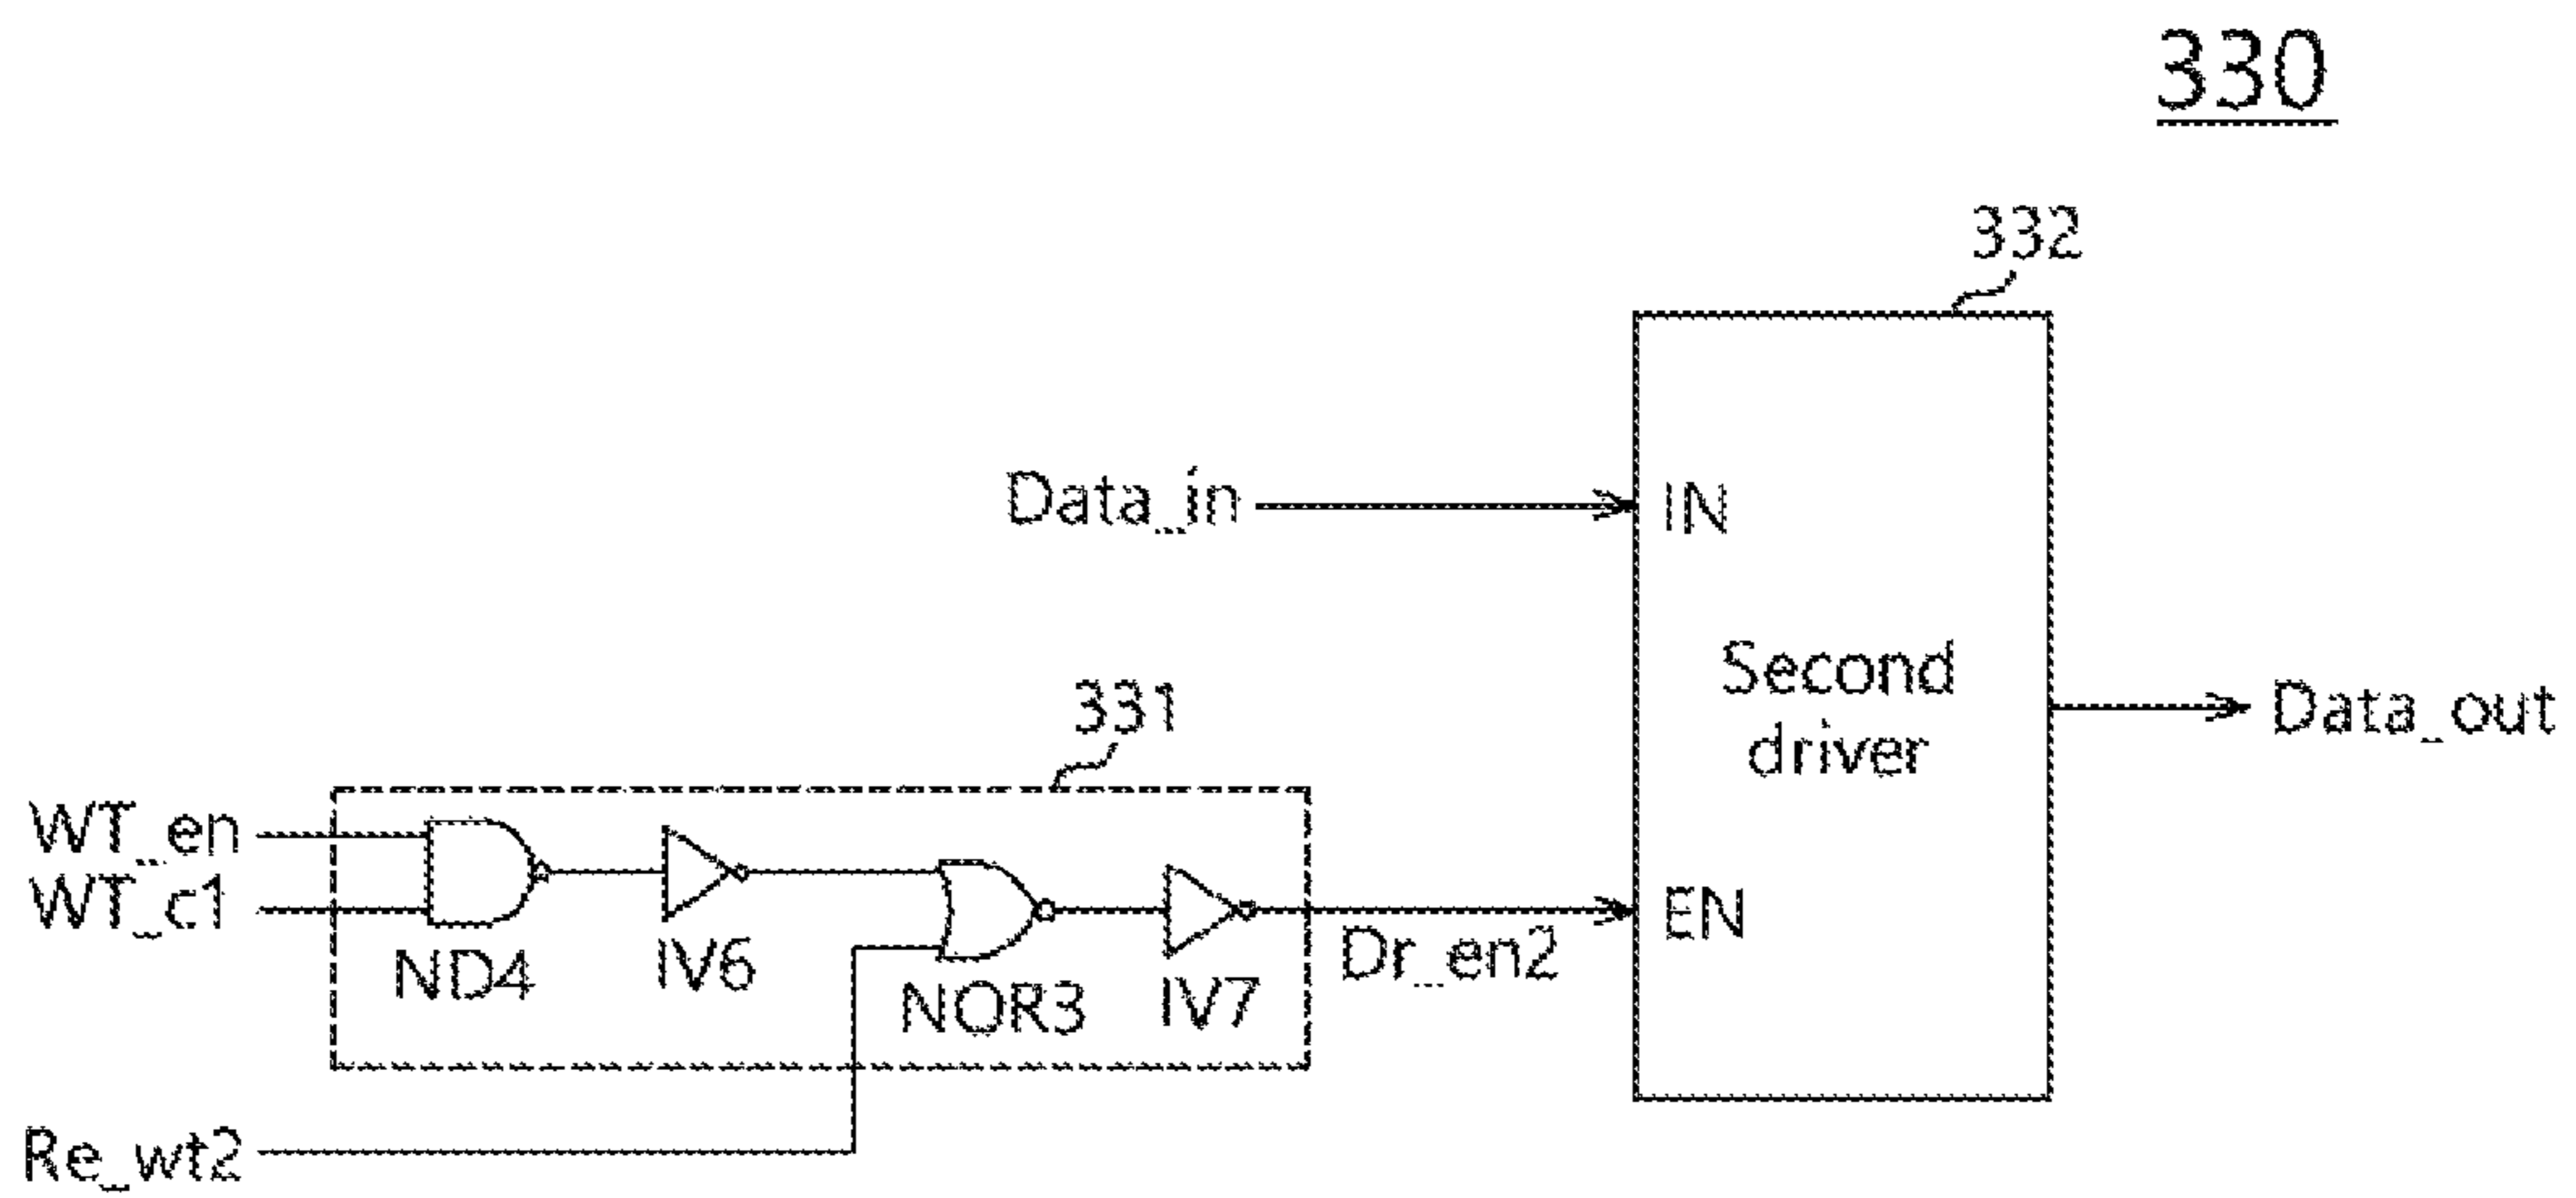 330
332
Data_in
IN
Second
driver
Data_out
331
WT_en
WT_c1
ND4
IV6
NOR3
IV7
Dr_en2
EN
Re_wt2